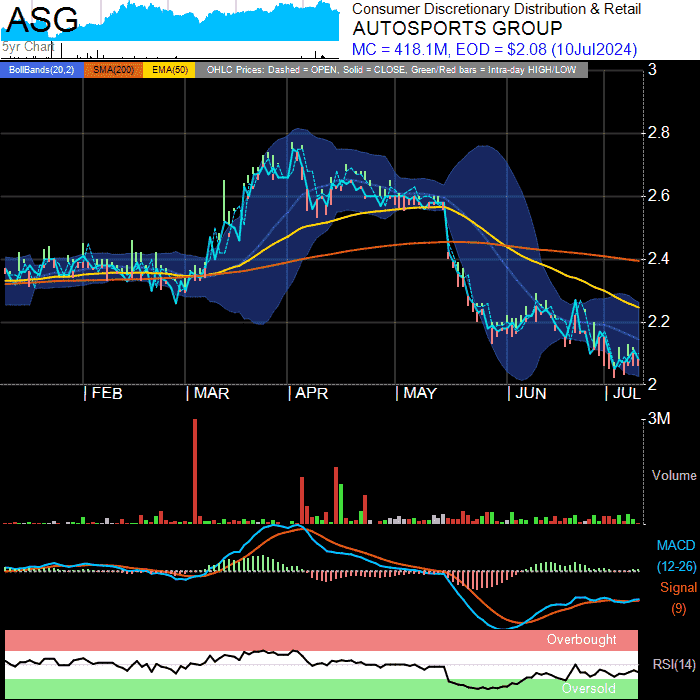 ASG
5yr Chart
Consumer Discretionary Distribution & Retail
AUTOSPORTS GROUP
MC = 418.1M, EOD = $2.08 (10Jul2024)
BollBands(20,2) SMA(200) EMA(50) OHLC Prices: Dashed = OPEN, Solid = CLOSE, Green/Red bars = Intra-day HIGH/LOW
3
2.8
2.6
2.4
2.2
2
FEB MAR APR MAY JUN JUL
3M
Volume
MACD
(12-26)
Signal
(9)
Overbought
RSI(14)
Oversold